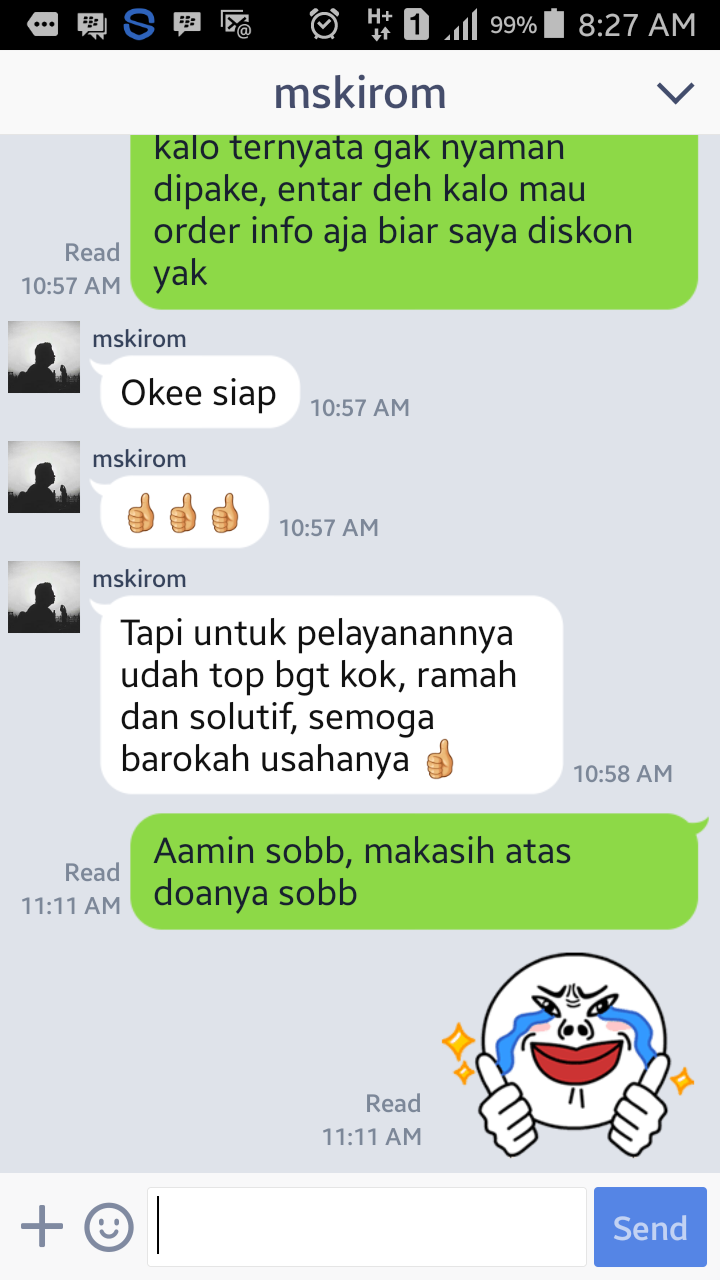 1 99% 8:27 AM
mskirom
kalo ternyata gak nyaman
dipake, entar deh kalo mau
order info aja biar saya diskon
yak
Read
10:57 AM
mskirom
Okee siap
10:57 AM
mskirom
👍👍👍
10:57 AM
mskirom
Tapi untuk pelayanannya
udah top bgt kok, ramah
dan solutif, semoga
barokah usahanya 👍
10:58 AM
Aamin sobb, makasih atas
doanya sobb
Read
11:11 AM
Read
11:11 AM
Send